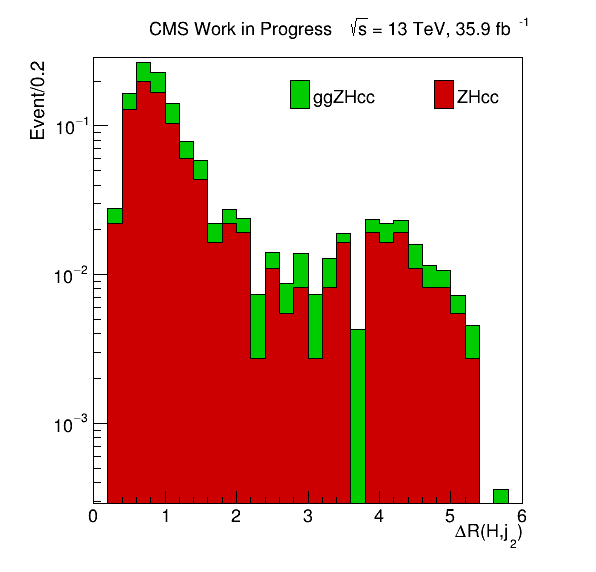 CMS Work in Progress √s = 13 TeV, 35.9 fb⁻¹
Event/0.2
ggZHcc ZHcc
10⁻¹
10⁻²
10⁻³
0 1 2 3 4 5 6
ΔR(H,j₂)